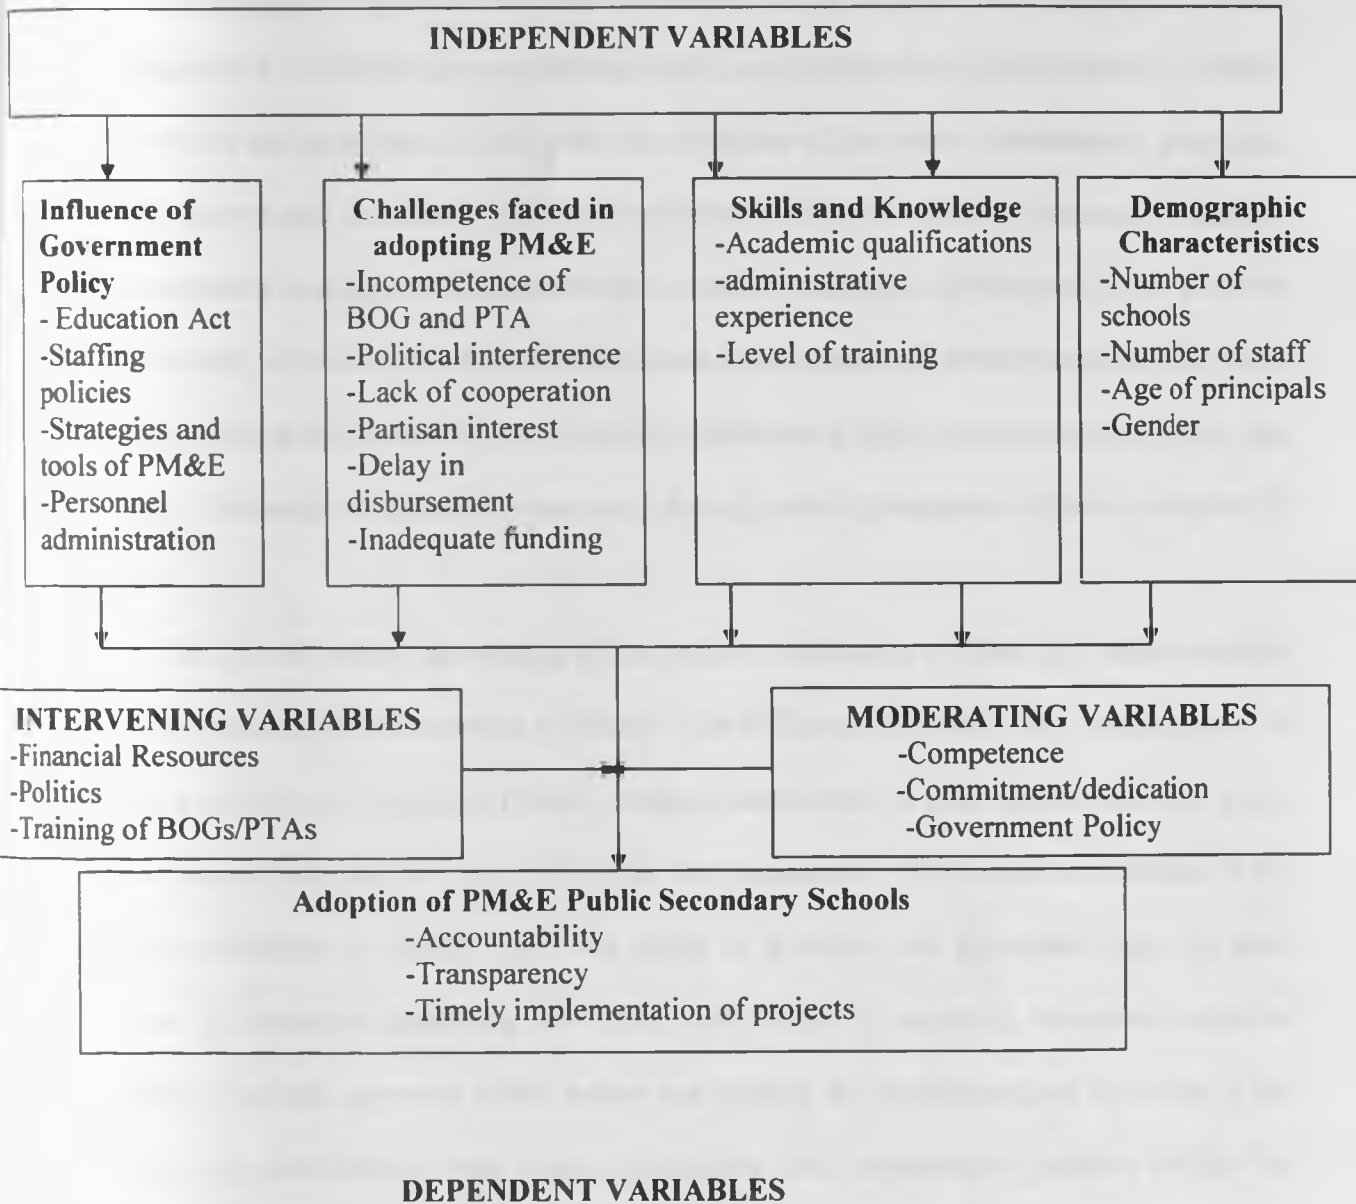 INDEPENDENT VARIABLES
Influence of
Government
Policy
- Education Act
-Staffing
policies
-Strategies and
tools of PM&E
-Personnel
administration
Challenges faced in
adopting PM&E
-Incompetence of
BOG and PTA
-Political interference
-Lack of cooperation
-Partisan interest
-Delay in
disbursement
-Inadequate funding
Skills and Knowledge
-Academic qualifications
-administrative
experience
-Level of training
Demographic
Characteristics
-Number of
schools
-Number of staff
-Age of principals
-Gender
INTERVENING VARIABLES
-Financial Resources
-Politics
-Training of BOGs/PTAs
MODERATING VARIABLES
-Competence
-Commitment/dedication
-Government Policy
Adoption of PM&E Public Secondary Schools
-Accountability
-Transparency
-Timely implementation of projects
DEPENDENT VARIABLES